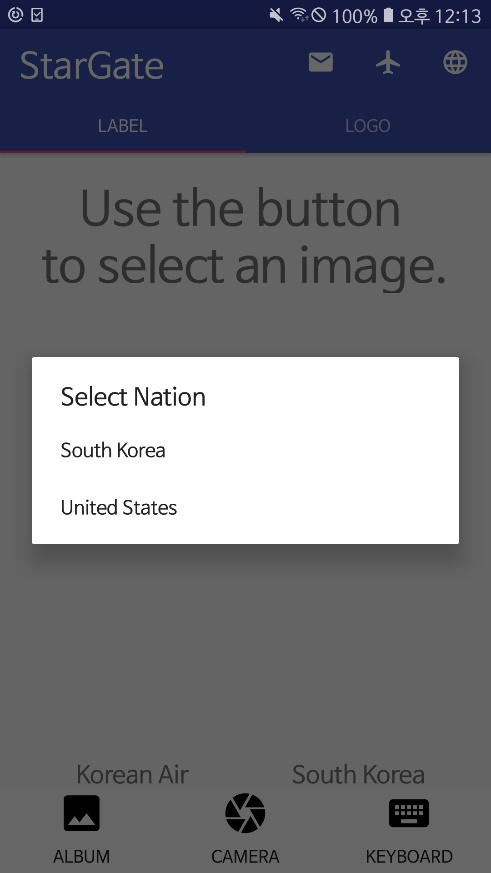 100% 오후 12:13
StarGate
LABEL LOGO
Use the button
to select an image.
Select Nation
South Korea
United States
Korean Air South Korea
ALBUM CAMERA KEYBOARD